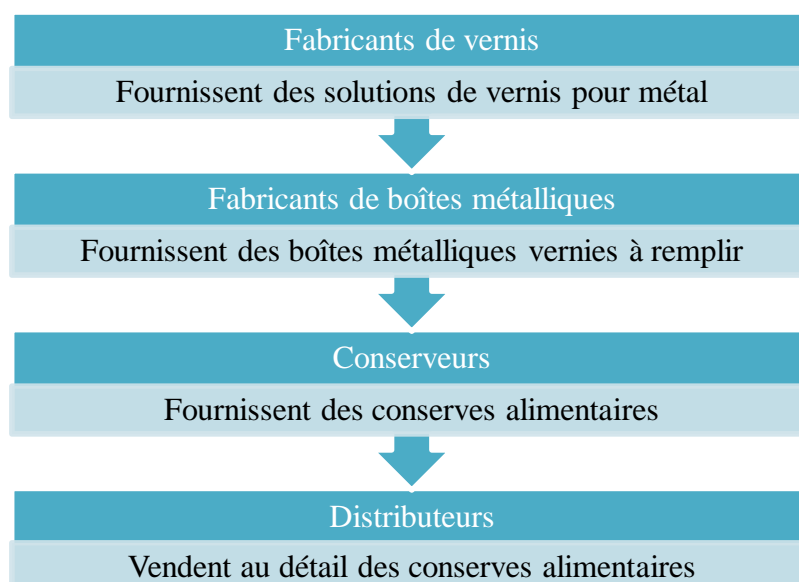 Fabricants de vernis
Fournissent des solutions de vernis pour métal
Fabricants de boîtes métalliques
Fournissent des boîtes métalliques vernies à remplir
Conserveurs
Fournissent des conserves alimentaires
Distributeurs
Vendent au détail des conserves alimentaires